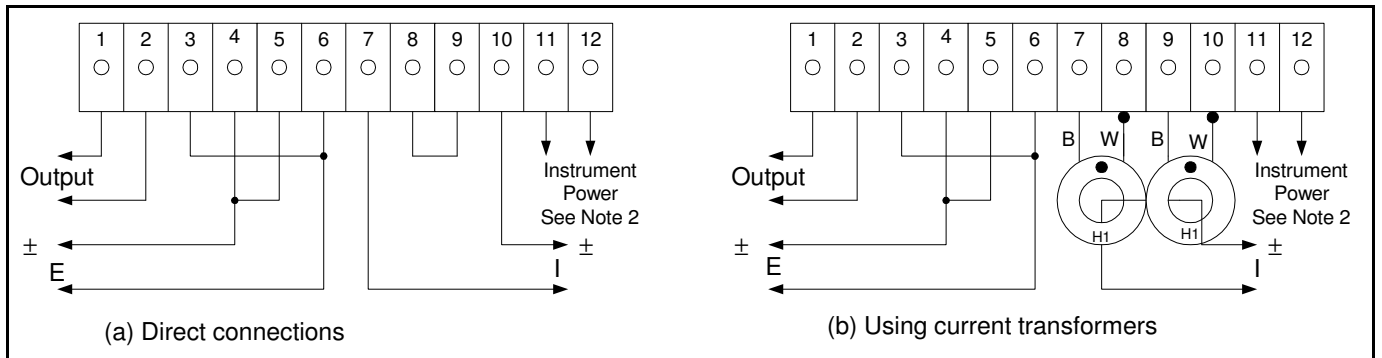 1 2 3 4 5 6 7 8 9 10 11 12
Output
Instrument
Power
See Note 2
±
E
±
I
(a) Direct connections
1 2 3 4 5 6 7 8 9 10 11 12
B W B W
Output
Instrument
Power
See Note 2
H1 H1
±
E
±
I
(b) Using current transformers